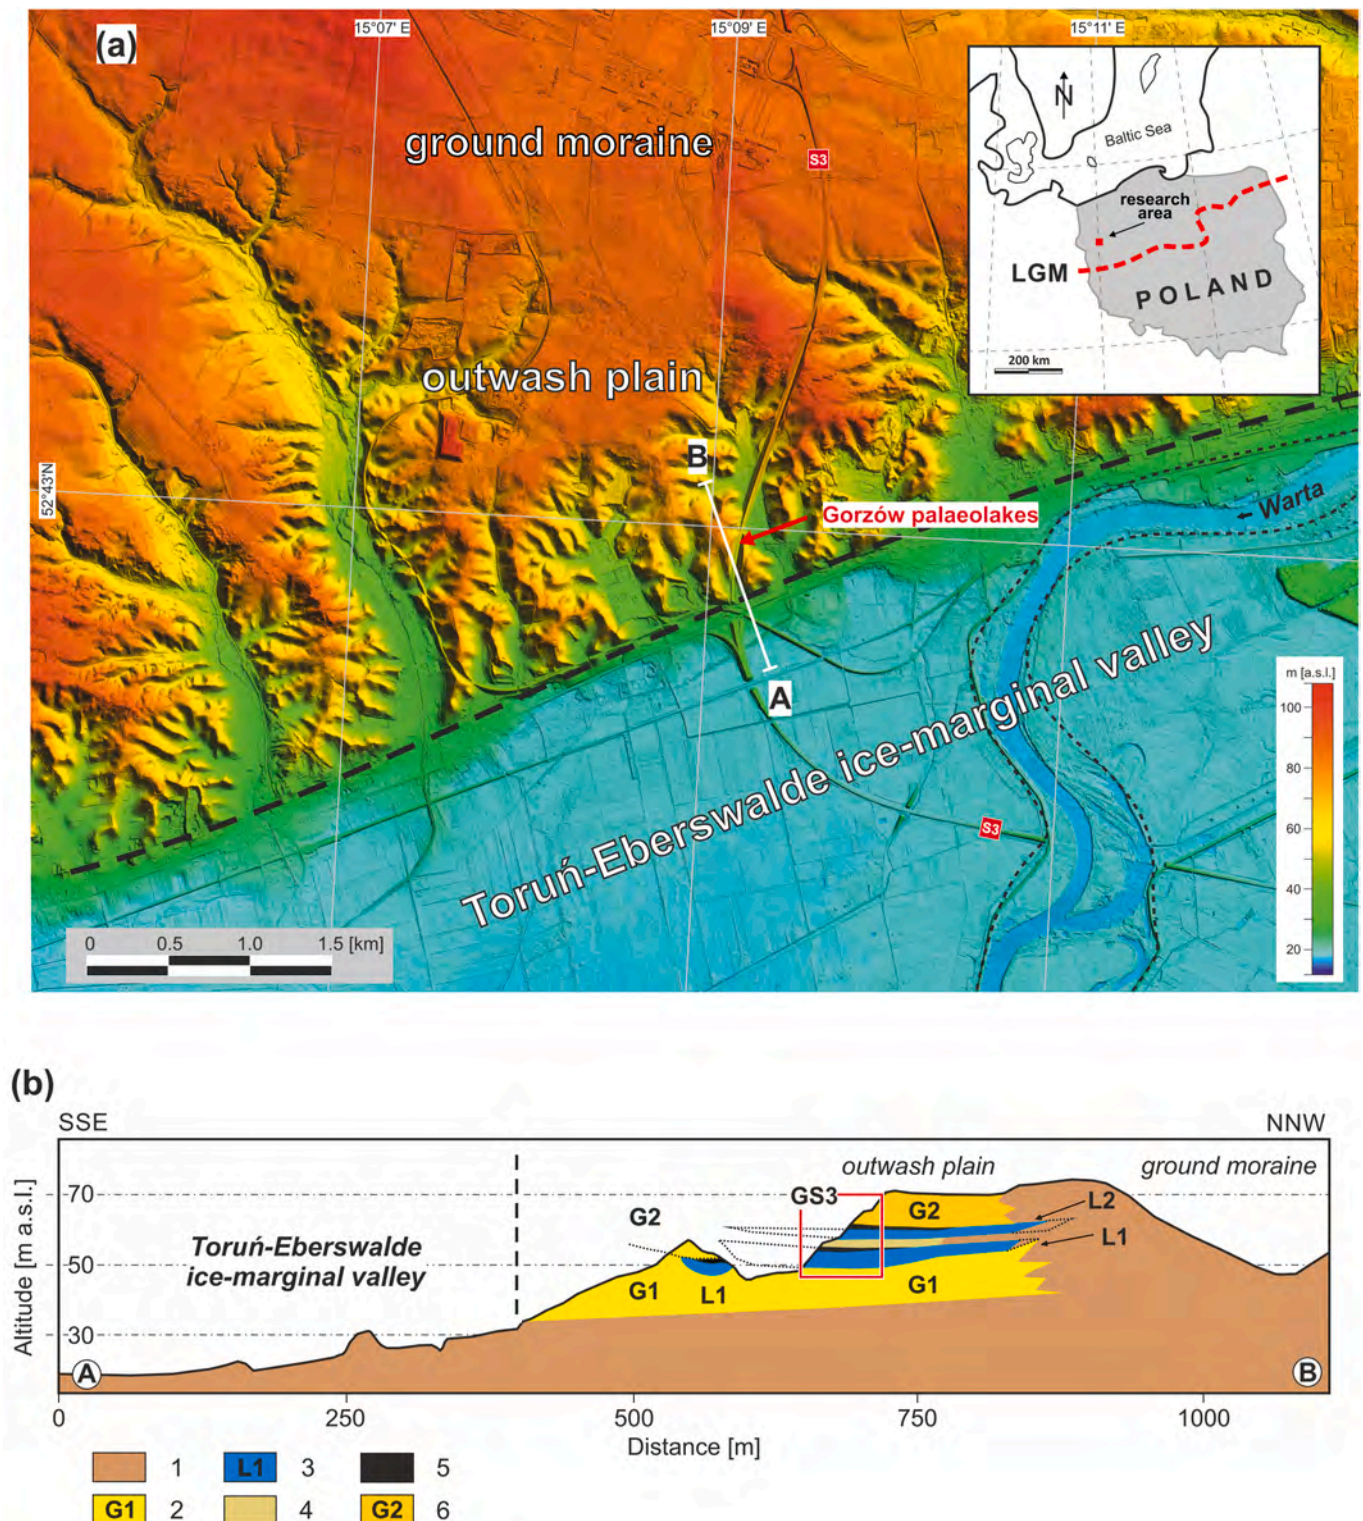 (a)
15°07' E
15°09' E
15°11' E
N
Baltic Sea
research
area
LGM
POLAND
200 km
ground moraine
S3
outwash plain
B
52°43'N
Gorzów palaeolakes
Warta
A
Toruń-Eberswalde ice-marginal valley
S3
m [a.s.l.]
100
80
60
40
20
0 0.5 1.0 1.5 [km]
(b)
SSE NNW
outwash plain ground moraine
70
GS3
L2
G2
G2
L1
Toruń-Eberswalde
ice-marginal valley
50
G1
L1
G1
30
A
B
Altitude [m a.s.l.]
0 250 500 750 1000
Distance [m]
1 L1 3 5
G1 2 4 G2 6